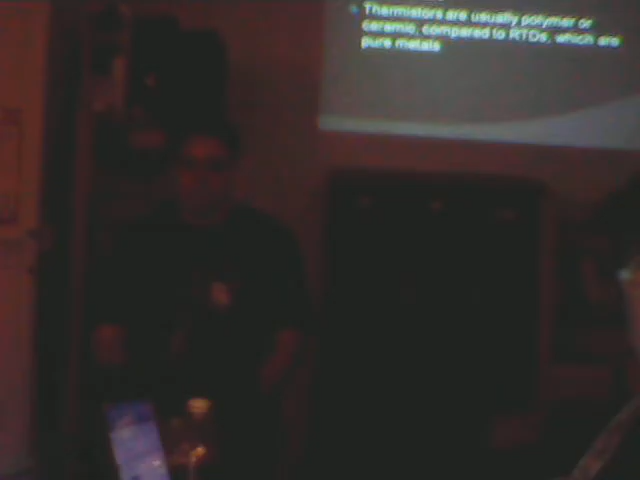 Thermistors are usually polymer or
ceramic, compared to RTDs, which are
pure metals